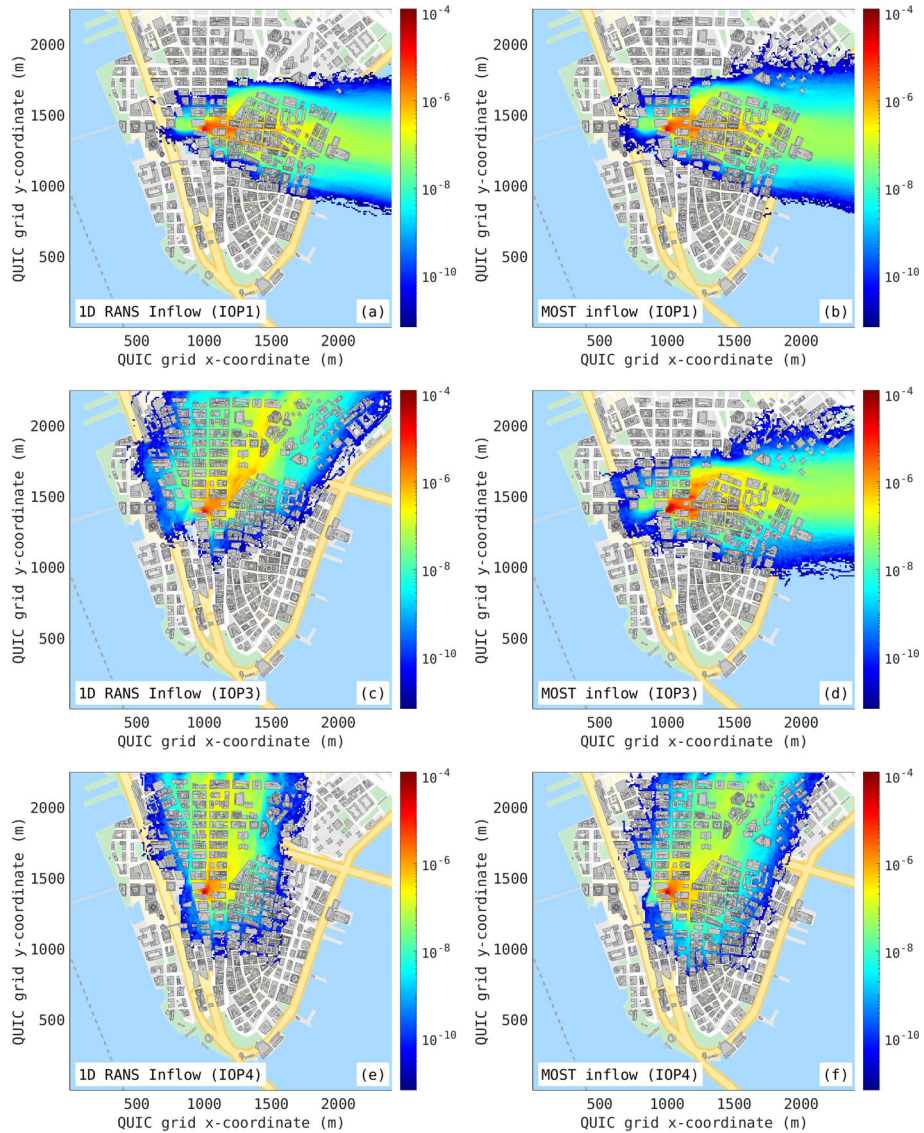 2000
1500
1000
500
QUIC grid y-coordinate (m)
1D RANS Inflow (IOP1)
(a)
500 1000 1500 2000
QUIC grid x-coordinate (m)
10-4
10-6
10-8
10-10
2000
1500
1000
500
QUIC grid y-coordinate (m)
MOST inflow (IOP1)
(b)
500 1000 1500 2000
QUIC grid x-coordinate (m)
10-4
10-6
10-8
10-10
2000
1500
1000
500
QUIC grid y-coordinate (m)
1D RANS Inflow (IOP3)
(c)
500 1000 1500 2000
QUIC grid x-coordinate (m)
10-4
10-6
10-8
10-10
2000
1500
1000
500
QUIC grid y-coordinate (m)
MOST inflow (IOP3)
(d)
500 1000 1500 2000
QUIC grid x-coordinate (m)
10-4
10-6
10-8
10-10
2000
1500
1000
500
QUIC grid y-coordinate (m)
1D RANS Inflow (IOP4)
(e)
500 1000 1500 2000
QUIC grid x-coordinate (m)
10-4
10-6
10-8
10-10
2000
1500
1000
500
QUIC grid y-coordinate (m)
MOST inflow (IOP4)
(f)
500 1000 1500 2000
QUIC grid x-coordinate (m)
10-4
10-6
10-8
10-10